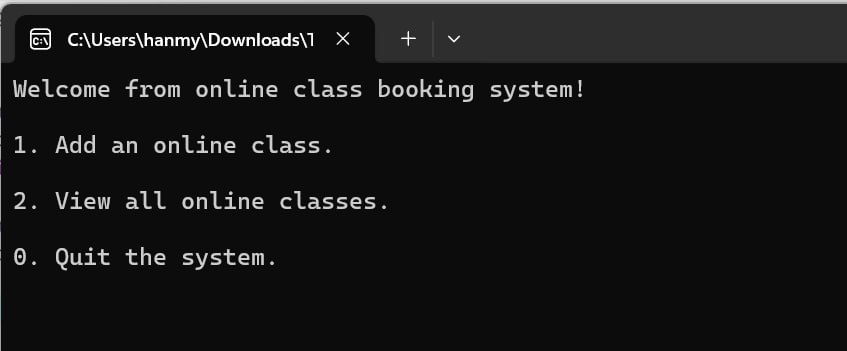 C:\Users\hanmy\Downloads\T
Welcome from online class booking system!
1. Add an online class.
2. View all online classes.
0. Quit the system.